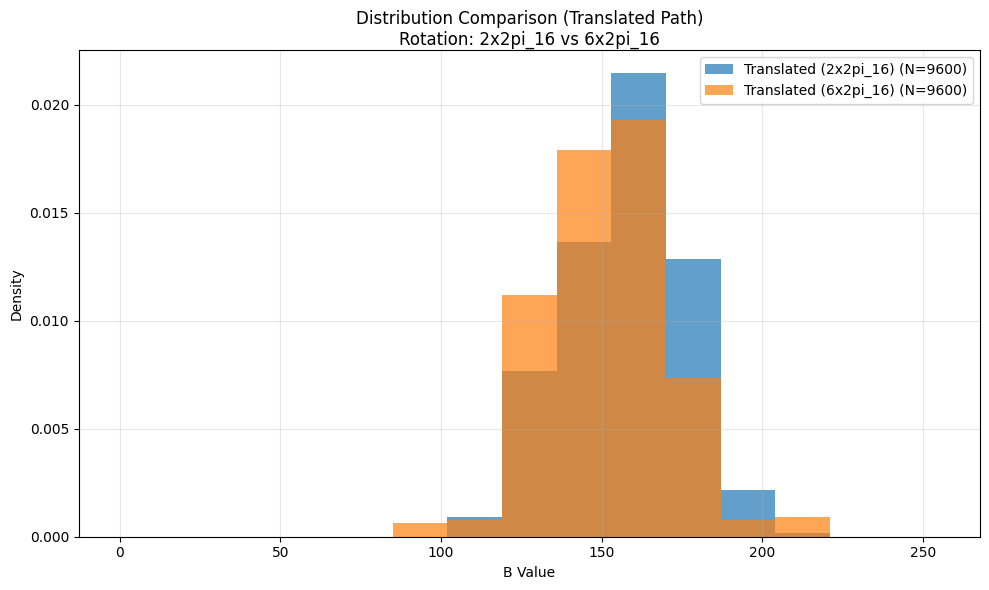 Distribution Comparison (Translated Path)
Rotation: 2x2pi_16 vs 6x2pi_16
Translated (2x2pi_16) (N=9600)
Translated (6x2pi_16) (N=9600)
Density
0.020
0.015
0.010
0.005
0.000
0 50 100 150 200 250
B Value